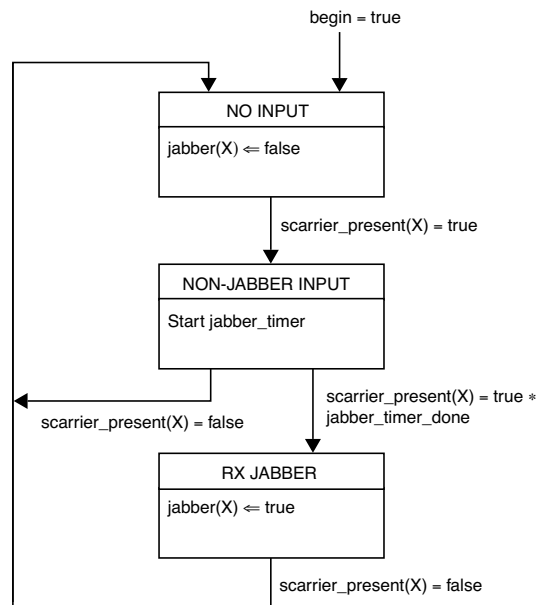 begin = true
NO INPUT
jabber(X) ⇐ false
scarrier_present(X) = true
NON-JABBER INPUT
Start jabber_timer
scarrier_present(X) = false
scarrier_present(X) = true *
jabber_timer_done
RX JABBER
jabber(X) ⇐ true
scarrier_present(X) = false